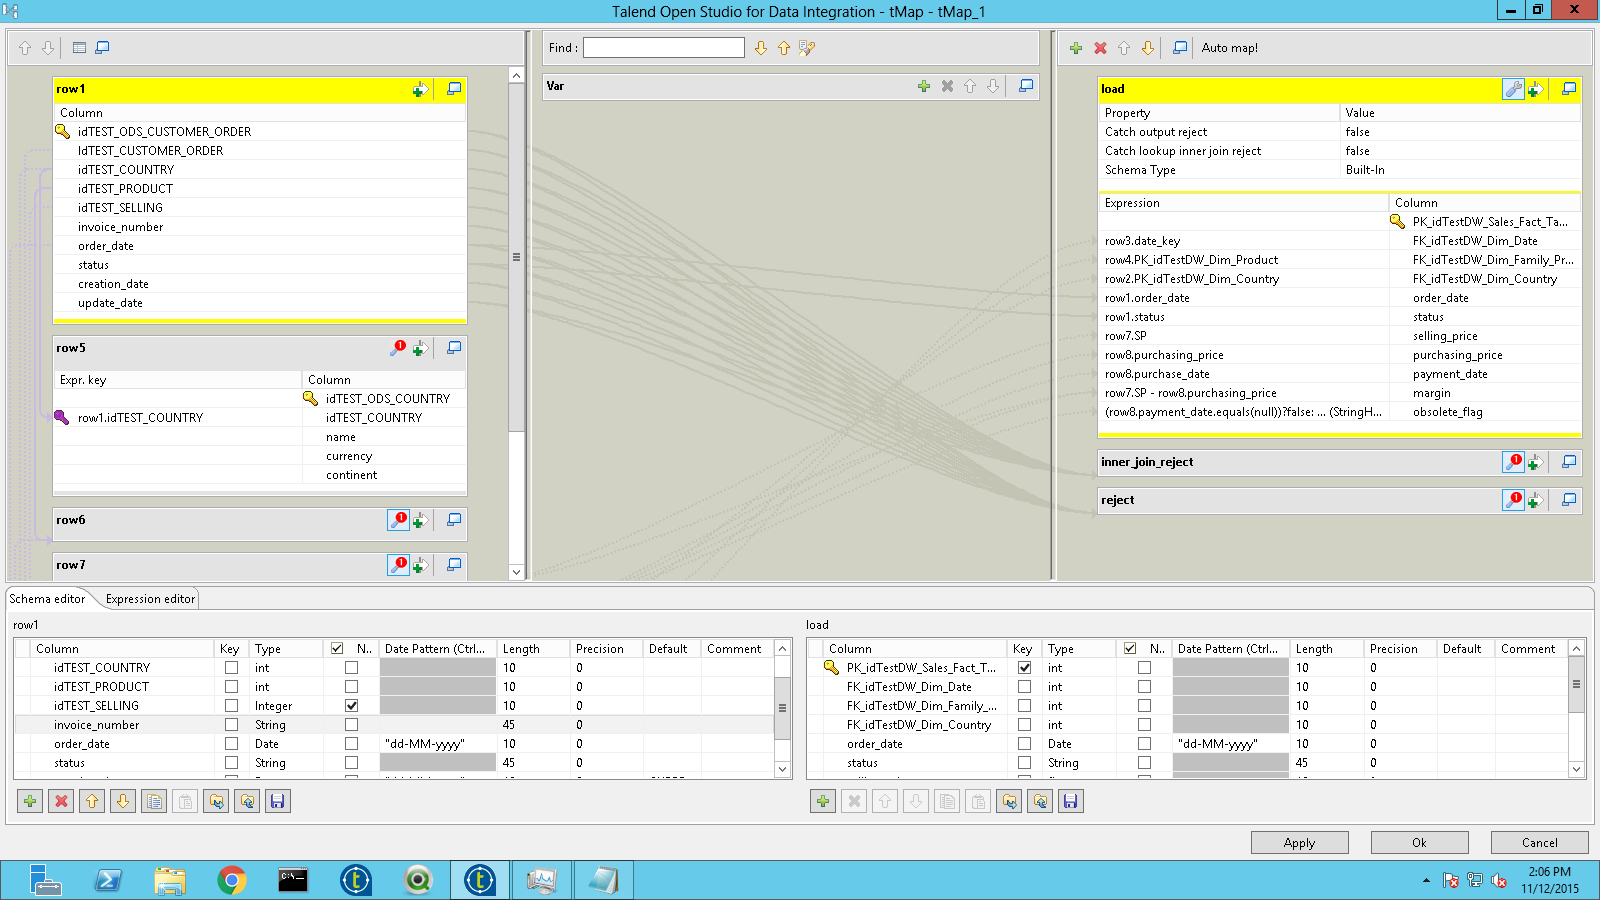 Talend Open Studio for Data Integration - tMap - tMap_1
Find :
Auto map!
row1
Column
idTEST_ODS_CUSTOMER_ORDER
IdTEST_CUSTOMER_ORDER
idTEST_COUNTRY
idTEST_PRODUCT
idTEST_SELLING
invoice_number
order_date
status
creation_date
update_date
row5
Expr. key Column
idTEST_ODS_COUNTRY
row1.idTEST_COUNTRY idTEST_COUNTRY
name
currency
continent
row6
row7
Var
load
Property Value
Catch output reject false
Catch lookup inner join reject false
Schema Type Built-In
Expression Column
PK_idTestDW_Sales_Fact_Ta...
row3.date_key FK_idTestDW_Dim_Date
row4.PK_idTestDW_Dim_Product FK_idTestDW_Dim_Family_Pr...
row2.PK_idTestDW_Dim_Country FK_idTestDW_Dim_Country
row1.order_date order_date
row1.status status
row7.SP selling_price
row8.purchasing_price purchasing_price
row8.purchase_date payment_date
row7.SP - row8.purchasing_price margin
(row8.payment_date.equals(null))?false: ... (StringH... obsolete_flag
inner_join_reject
reject
Schema editor Expression editor
row1
Column Key Type N.. Date Pattern (Ctrl... Length Precision Default Comment
idTEST_COUNTRY int 10 0
idTEST_PRODUCT int 10 0
idTEST_SELLING Integer 10 0
invoice_number String 45 0
order_date Date "dd-MM-yyyy" 10 0
status String 45 0
load
Column Key Type N.. Date Pattern (Ctrl... Length Precision Default Comment
PK_idTestDW_Sales_Fact_T... int 10 0
FK_idTestDW_Dim_Date int 10 0
FK_idTestDW_Dim_Family_... int 10 0
FK_idTestDW_Dim_Country int 10 0
order_date Date "dd-MM-yyyy" 10 0
status String 45 0
Apply Ok Cancel
2:06 PM
11/12/2015